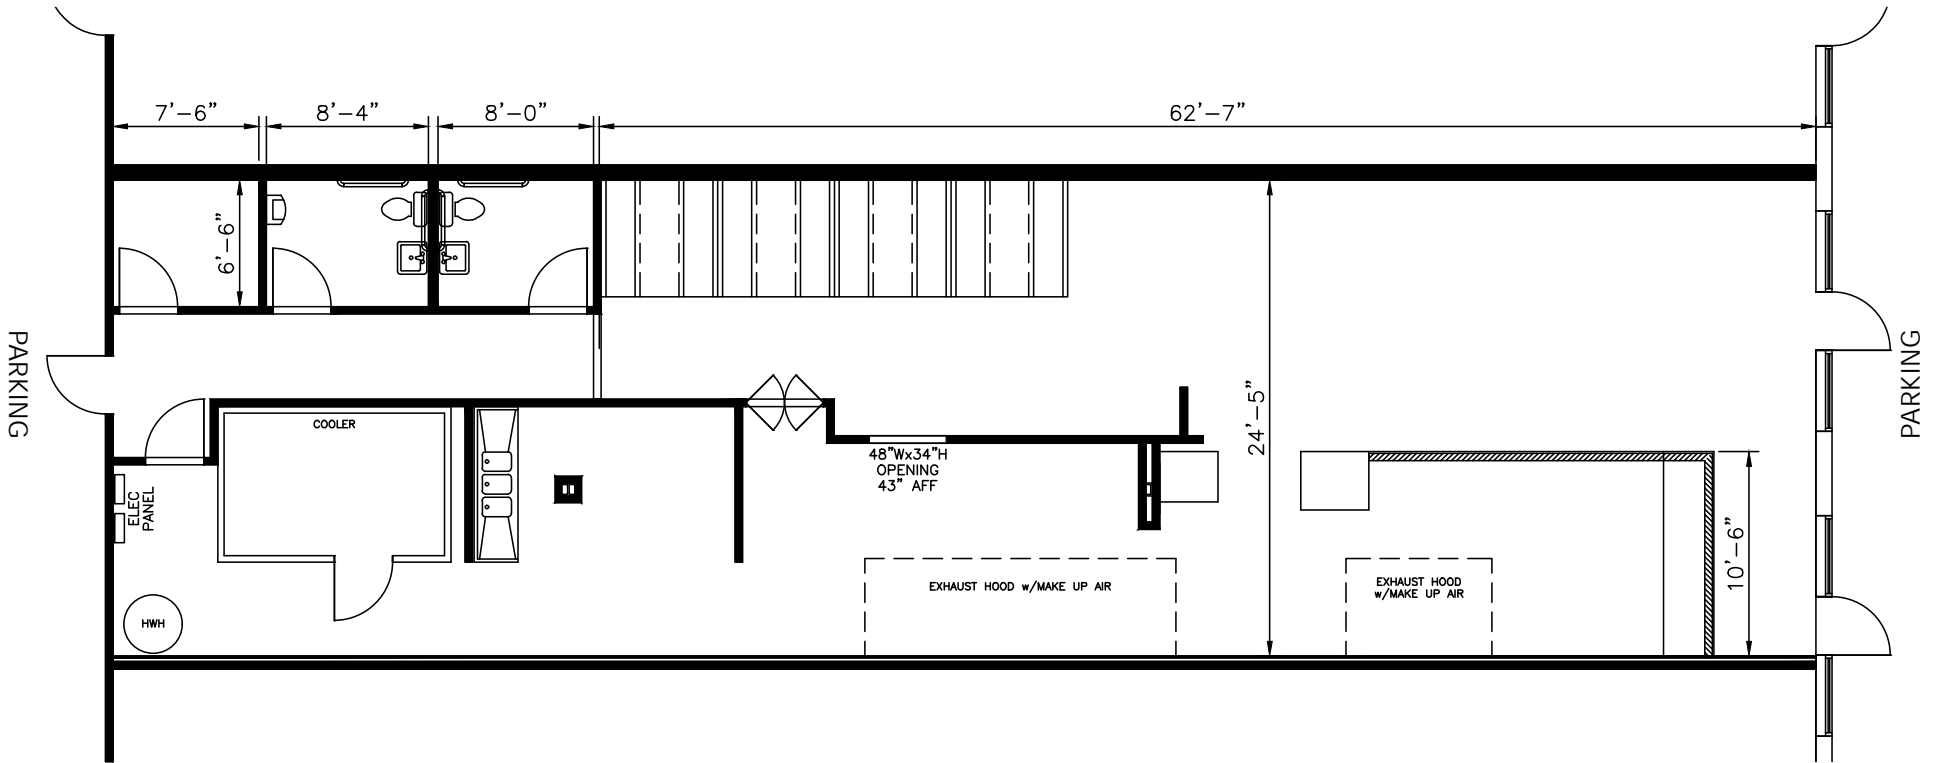 7'-6"
8'-4"
8'-0"
62'-7"
6'-6"
PARKING
PARKING
24'-5"
COOLER
48"Wx34"H
OPENING
43" AFF
ELEC
PANEL
10'-6"
EXHAUST HOOD w/MAKE UP AIR
EXHAUST HOOD
w/MAKE UP AIR
HWH